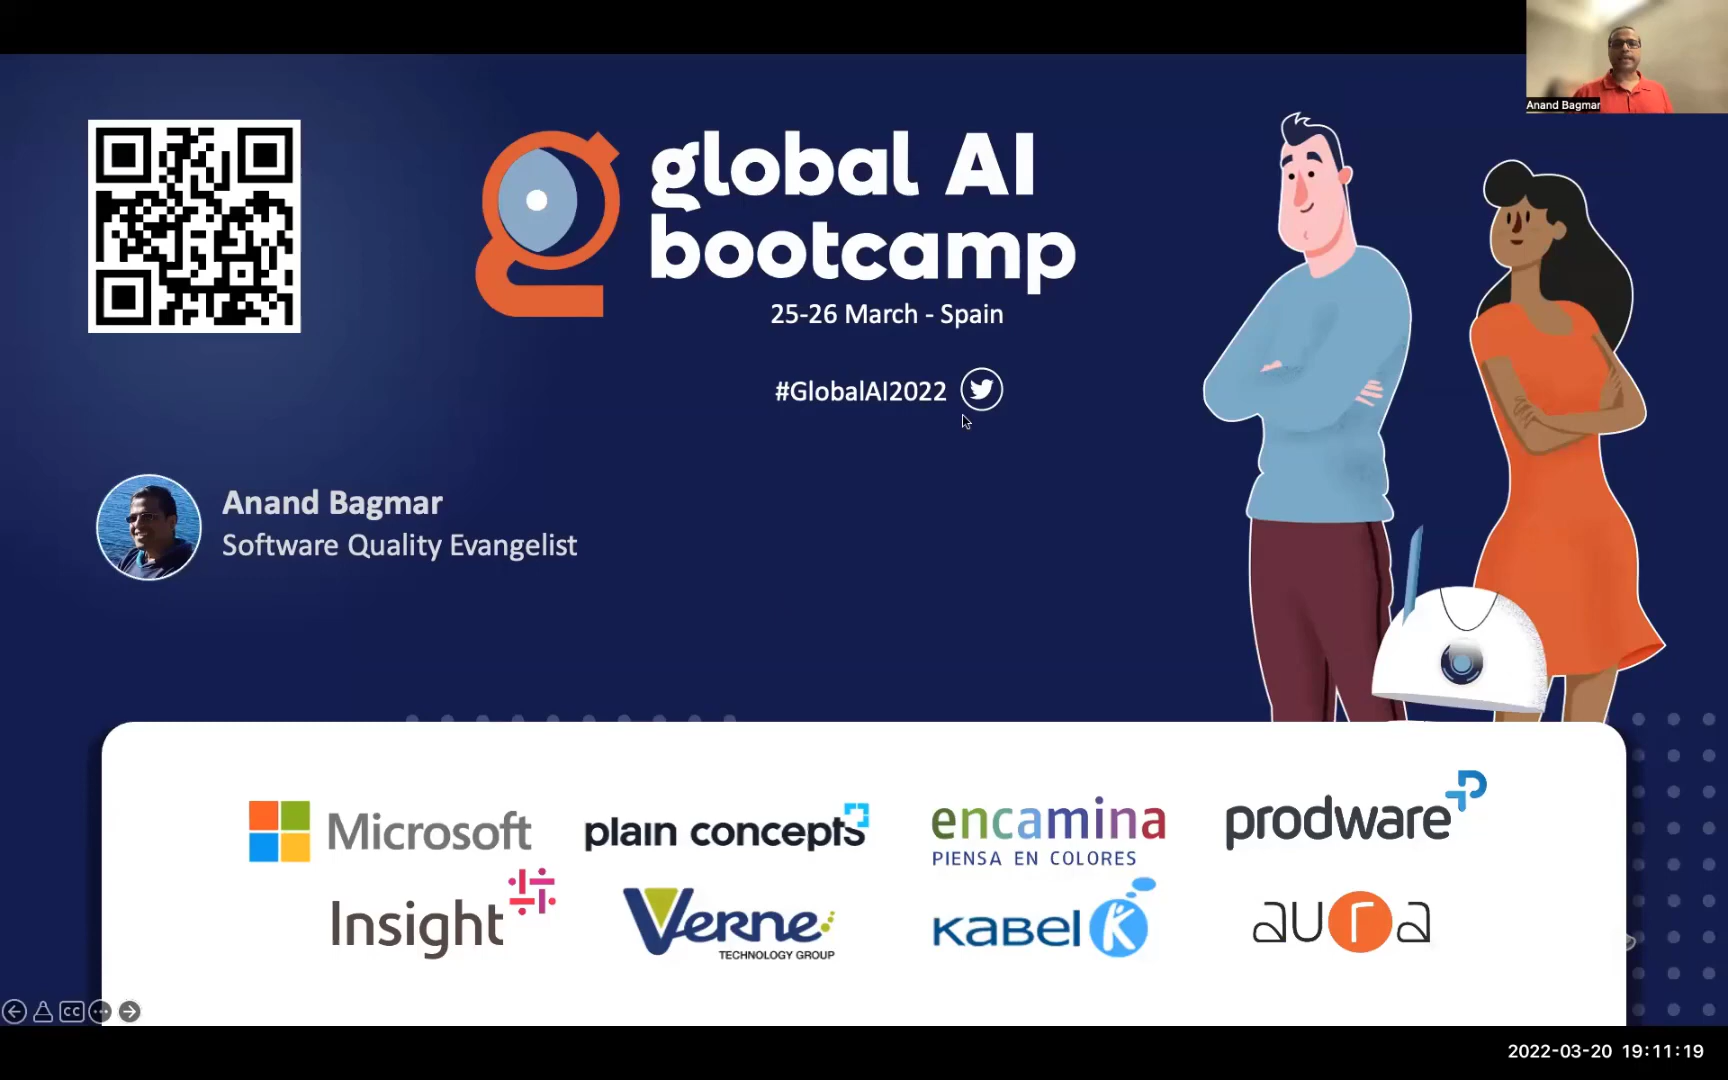 Anand Bagmar
global AI
bootcamp
25-26 March - Spain
#GlobalAI2022
Anand Bagmar
Software Quality Evangelist
Microsoft
plain concepts
encamina
PIENSA EN COLORES
prodware
Insight
Verne
TECHNOLOGY GROUP
Kabel K
aura
CC
2022-03-20 19:11:19